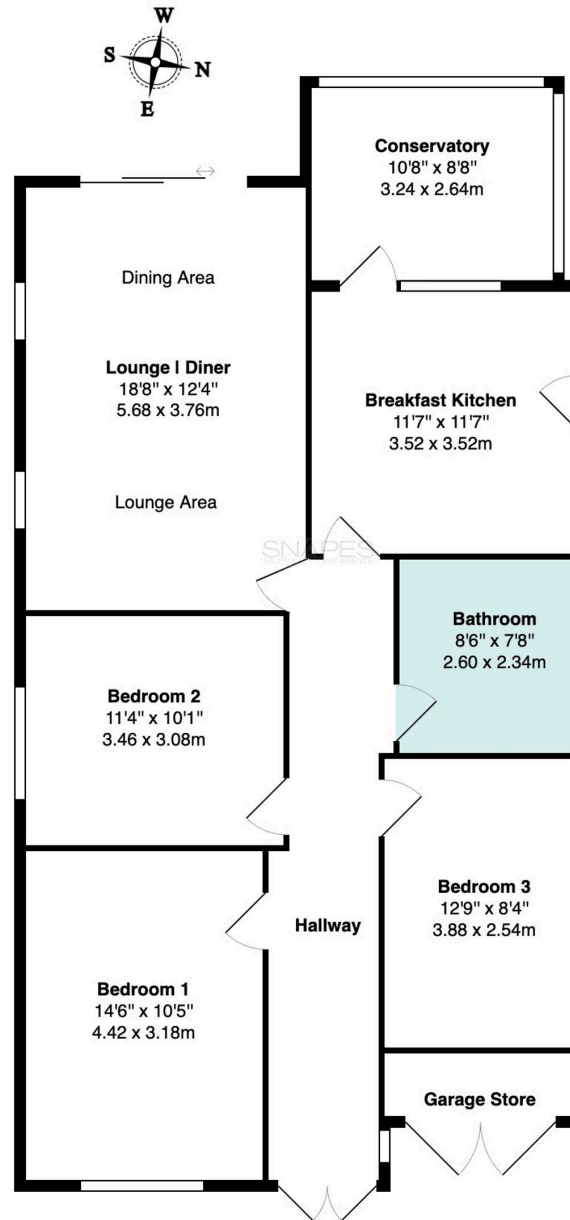 W
S
N
E
Conservatory
10'8" x 8'8"
3.24 x 2.64m
Dining Area
Lounge | Diner
18'8" x 12'4"
5.68 x 3.76m
Breakfast Kitchen
11'7" x 11'7"
3.52 x 3.52m
Lounge Area
SNAPES
Bathroom
8'6" x 7'8"
2.60 x 2.34m
Bedroom 2
11'4" x 10'1"
3.46 x 3.08m
Bedroom 3
12'9" x 8'4"
3.88 x 2.54m
Hallway
Bedroom 1
14'6" x 10'5"
4.42 x 3.18m
Garage Store